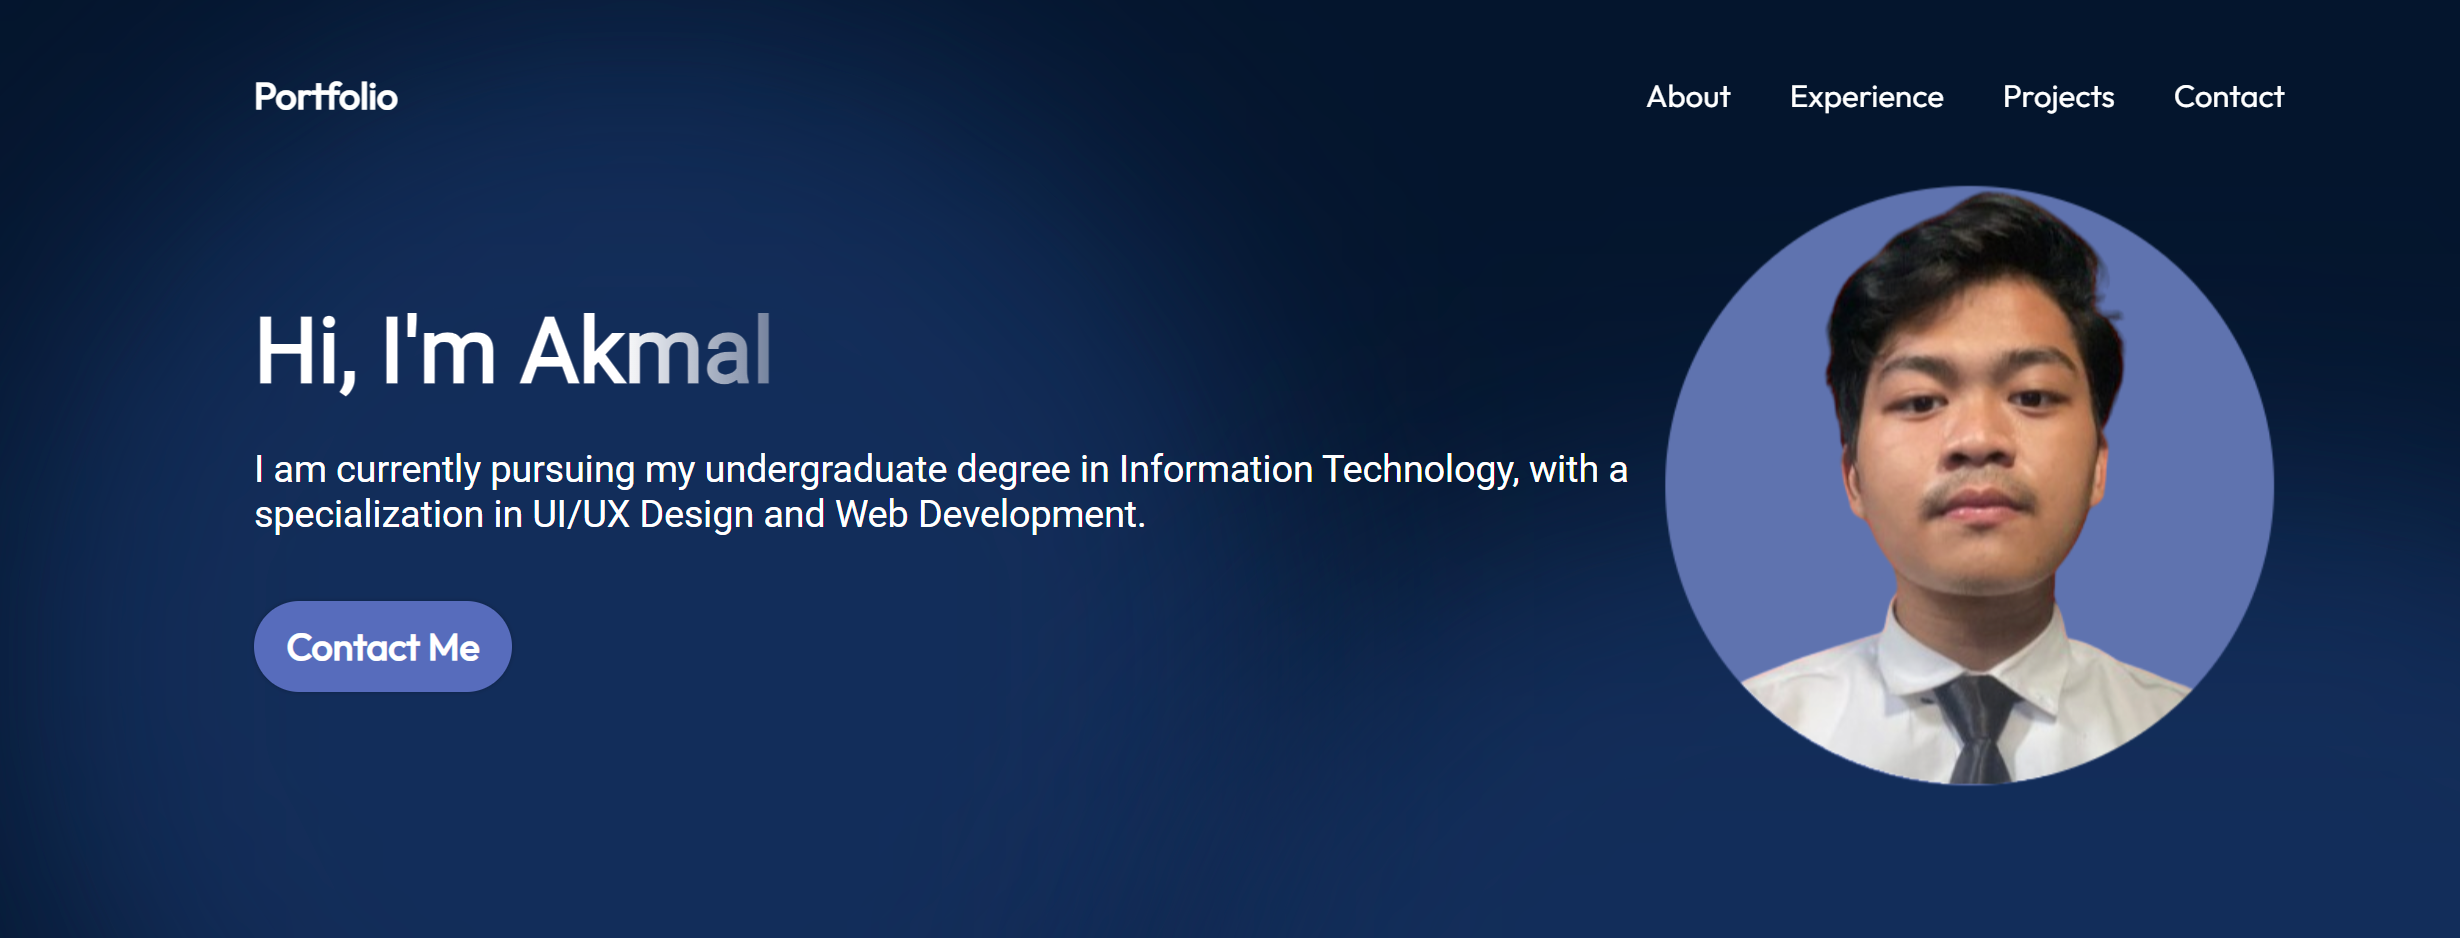 Portfolio
About
Experience
Projects
Contact
Hi, I'm Akmal
I am currently pursuing my undergraduate degree in Information Technology, with a
specialization in UI/UX Design and Web Development.
Contact Me